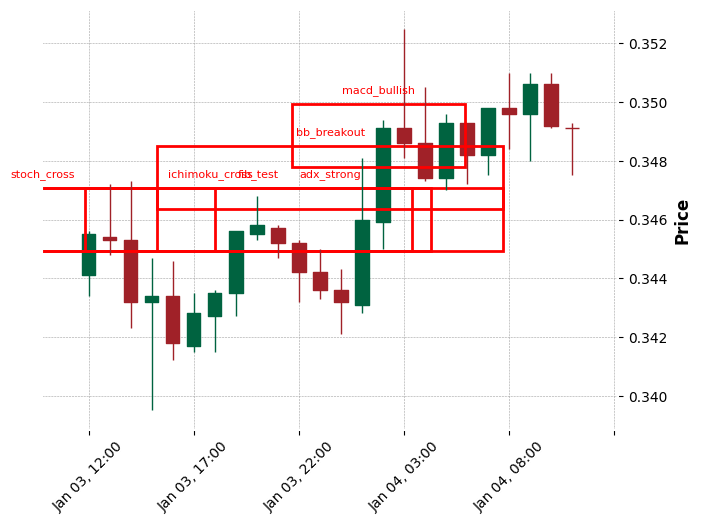 0.352
macd_bullish
0.350
bb_breakout
0.348
stoch_cross
ichimoku_cross
fib_test
adx_strong
0.346
Price
0.344
0.342
0.340
Jan 03, 12:00
Jan 03, 17:00
Jan 03, 22:00
Jan 04, 03:00
Jan 04, 08:00